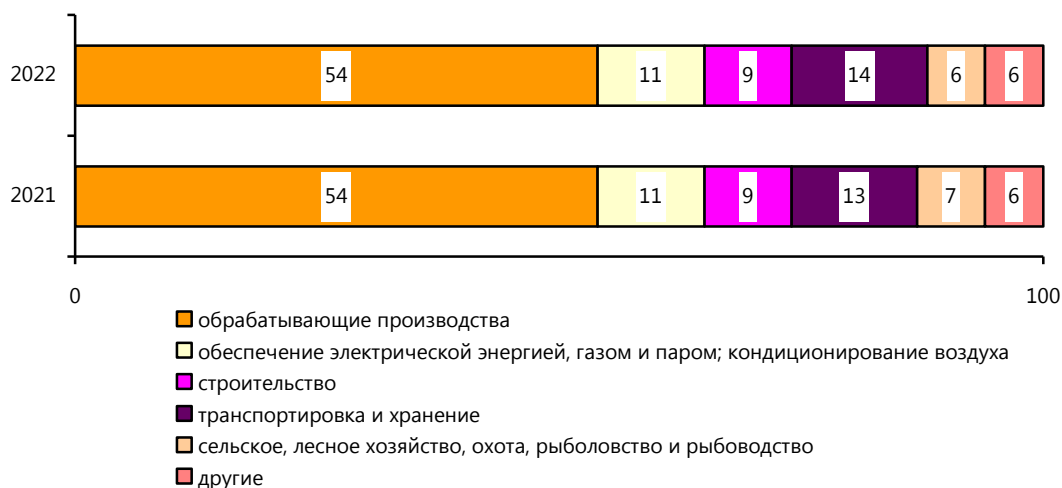 2022
54 11 9 14 6 6
2021
54 11 9 13 7 6
0 100
обрабатывающие производства
обеспечение электрической энергией, газом и паром; кондиционирование воздуха
строительство
транспортировка и хранение
сельское, лесное хозяйство, охота, рыболовство и рыбоводство
другие